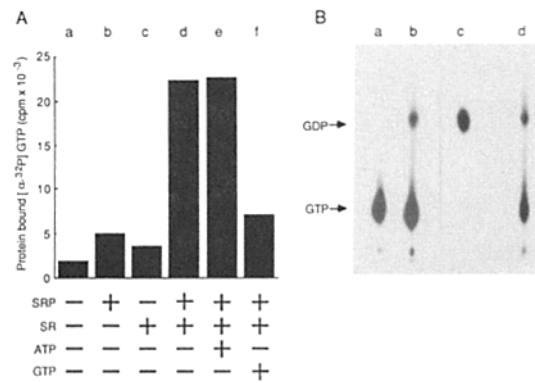 A
a b c d e f
Protein bound [α-³²P] GTP (cpm x 10⁻³)
25
20
15
10
5
0
SRP − + − + + +
SR − − + + + +
ATP − − − − + −
GTP − − − − − +
B
a b c d
GDP
GTP